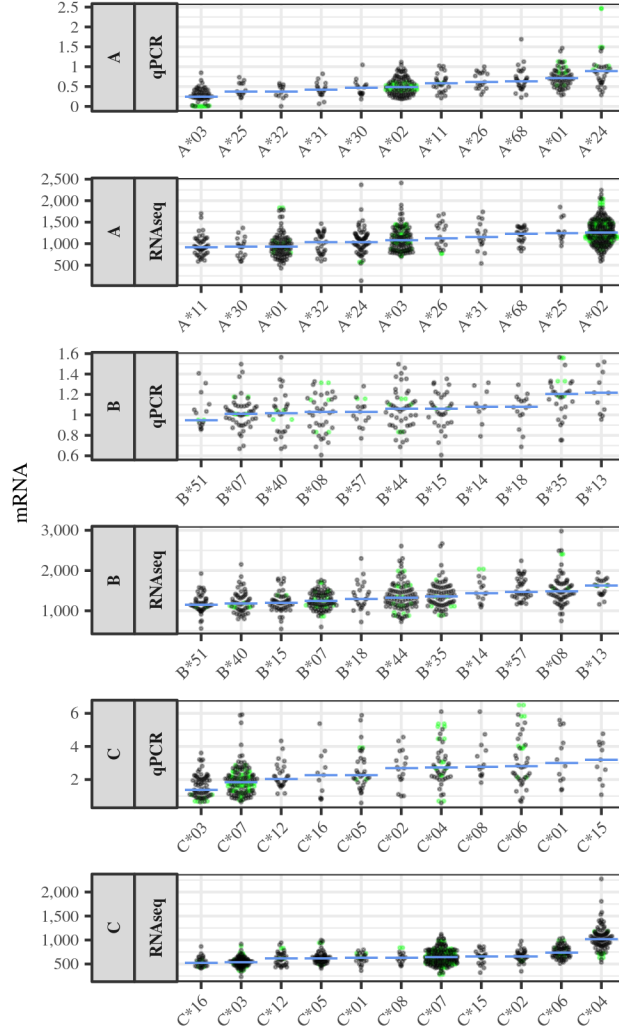 mRNA
A
qPCR
2.5
2
1.5
1
0.5
0
A*03 A*25 A*32 A*31 A*30 A*02 A*11 A*26 A*68 A*01 A*24
A
RNAseq
2,500
2,000
1,500
1,000
500
A*11 A*30 A*01 A*32 A*24 A*03 A*26 A*31 A*68 A*25 A*02
B
qPCR
1.6
1.4
1.2
1
0.8
0.6
B*51 B*07 B*40 B*08 B*57 B*44 B*15 B*14 B*18 B*35 B*13
B
RNAseq
3,000
2,000
1,000
B*51 B*40 B*15 B*07 B*18 B*44 B*35 B*14 B*57 B*08 B*13
C
qPCR
6
4
2
C*03 C*07 C*12 C*16 C*05 C*02 C*04 C*08 C*06 C*01 C*15
C
RNAseq
2,000
1,500
1,000
500
C*16 C*03 C*12 C*05 C*01 C*08 C*07 C*15 C*02 C*06 C*04